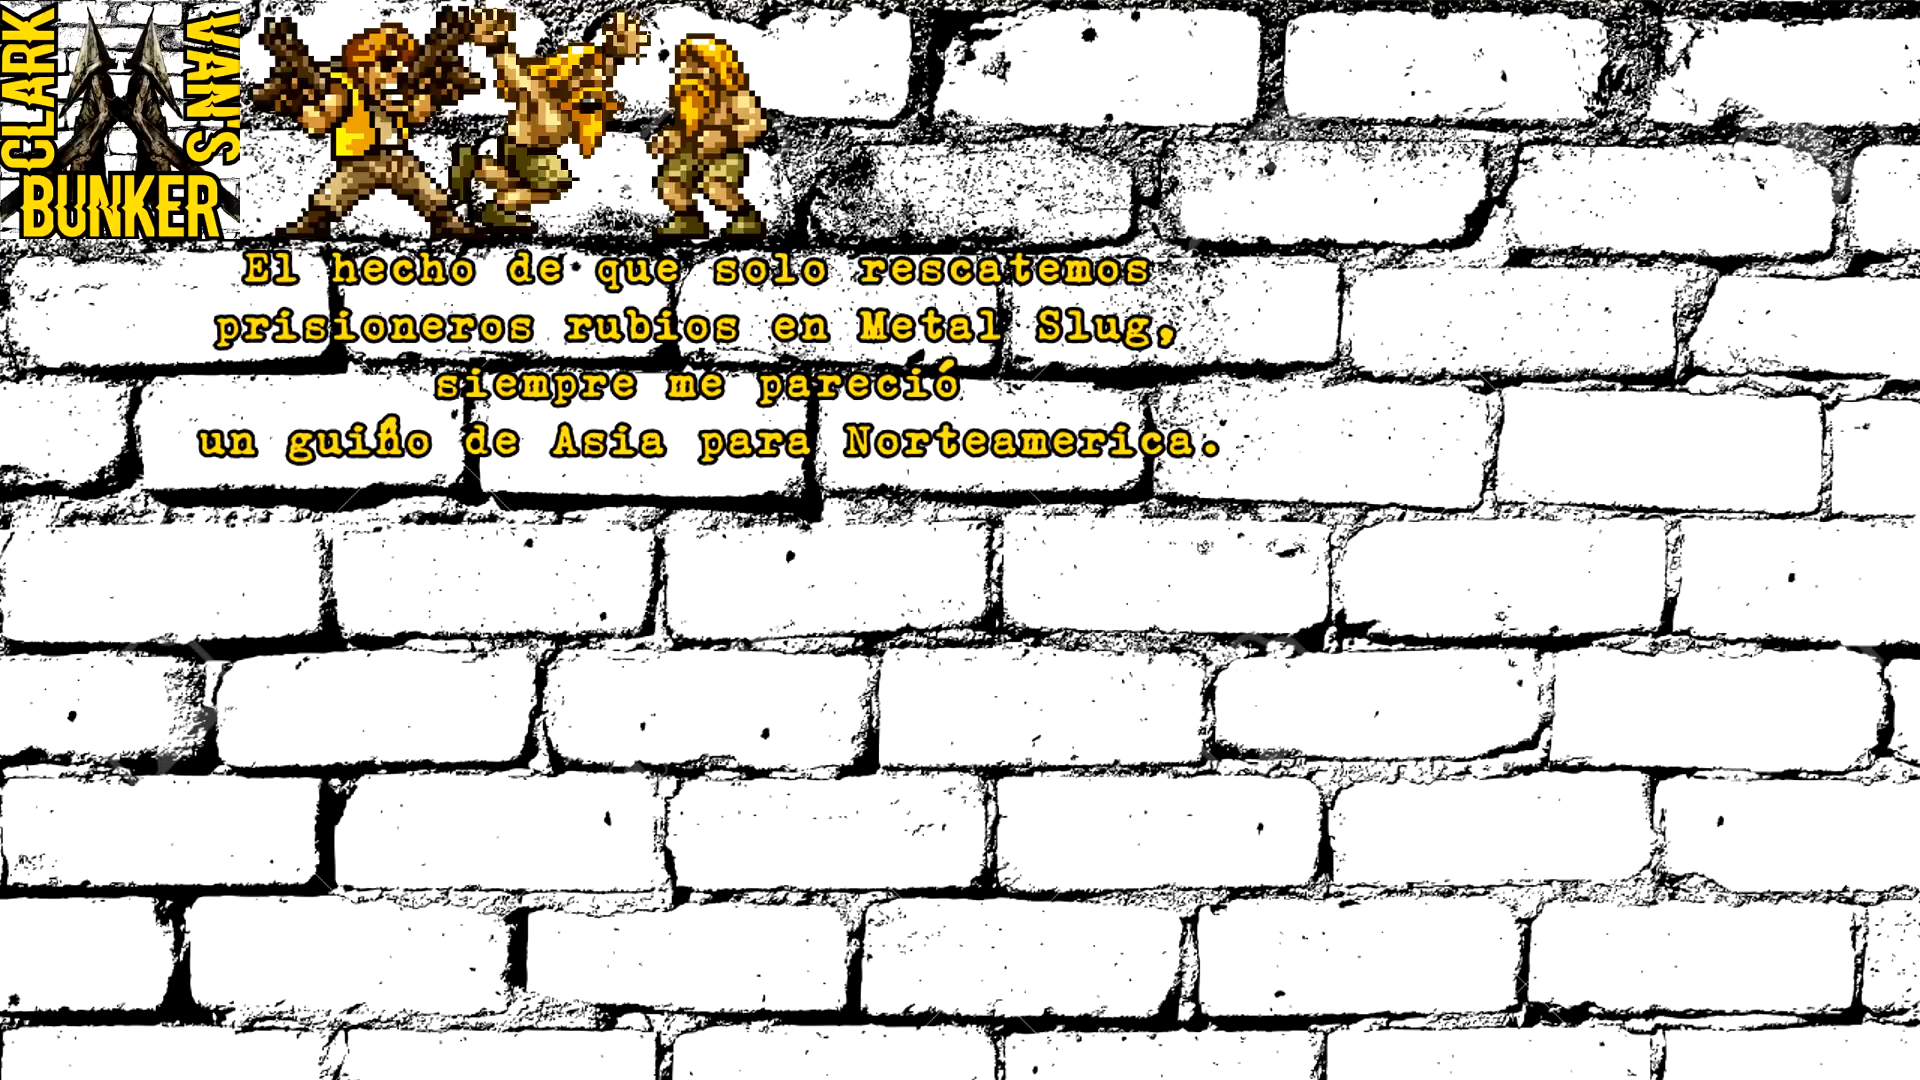 CLARK
VAN'S
BUNKER
El hecho de que solo rescatemos
prisioneros rubios en Metal Slug,
siempre me pareció
un guiño de Asia para Norteamerica.